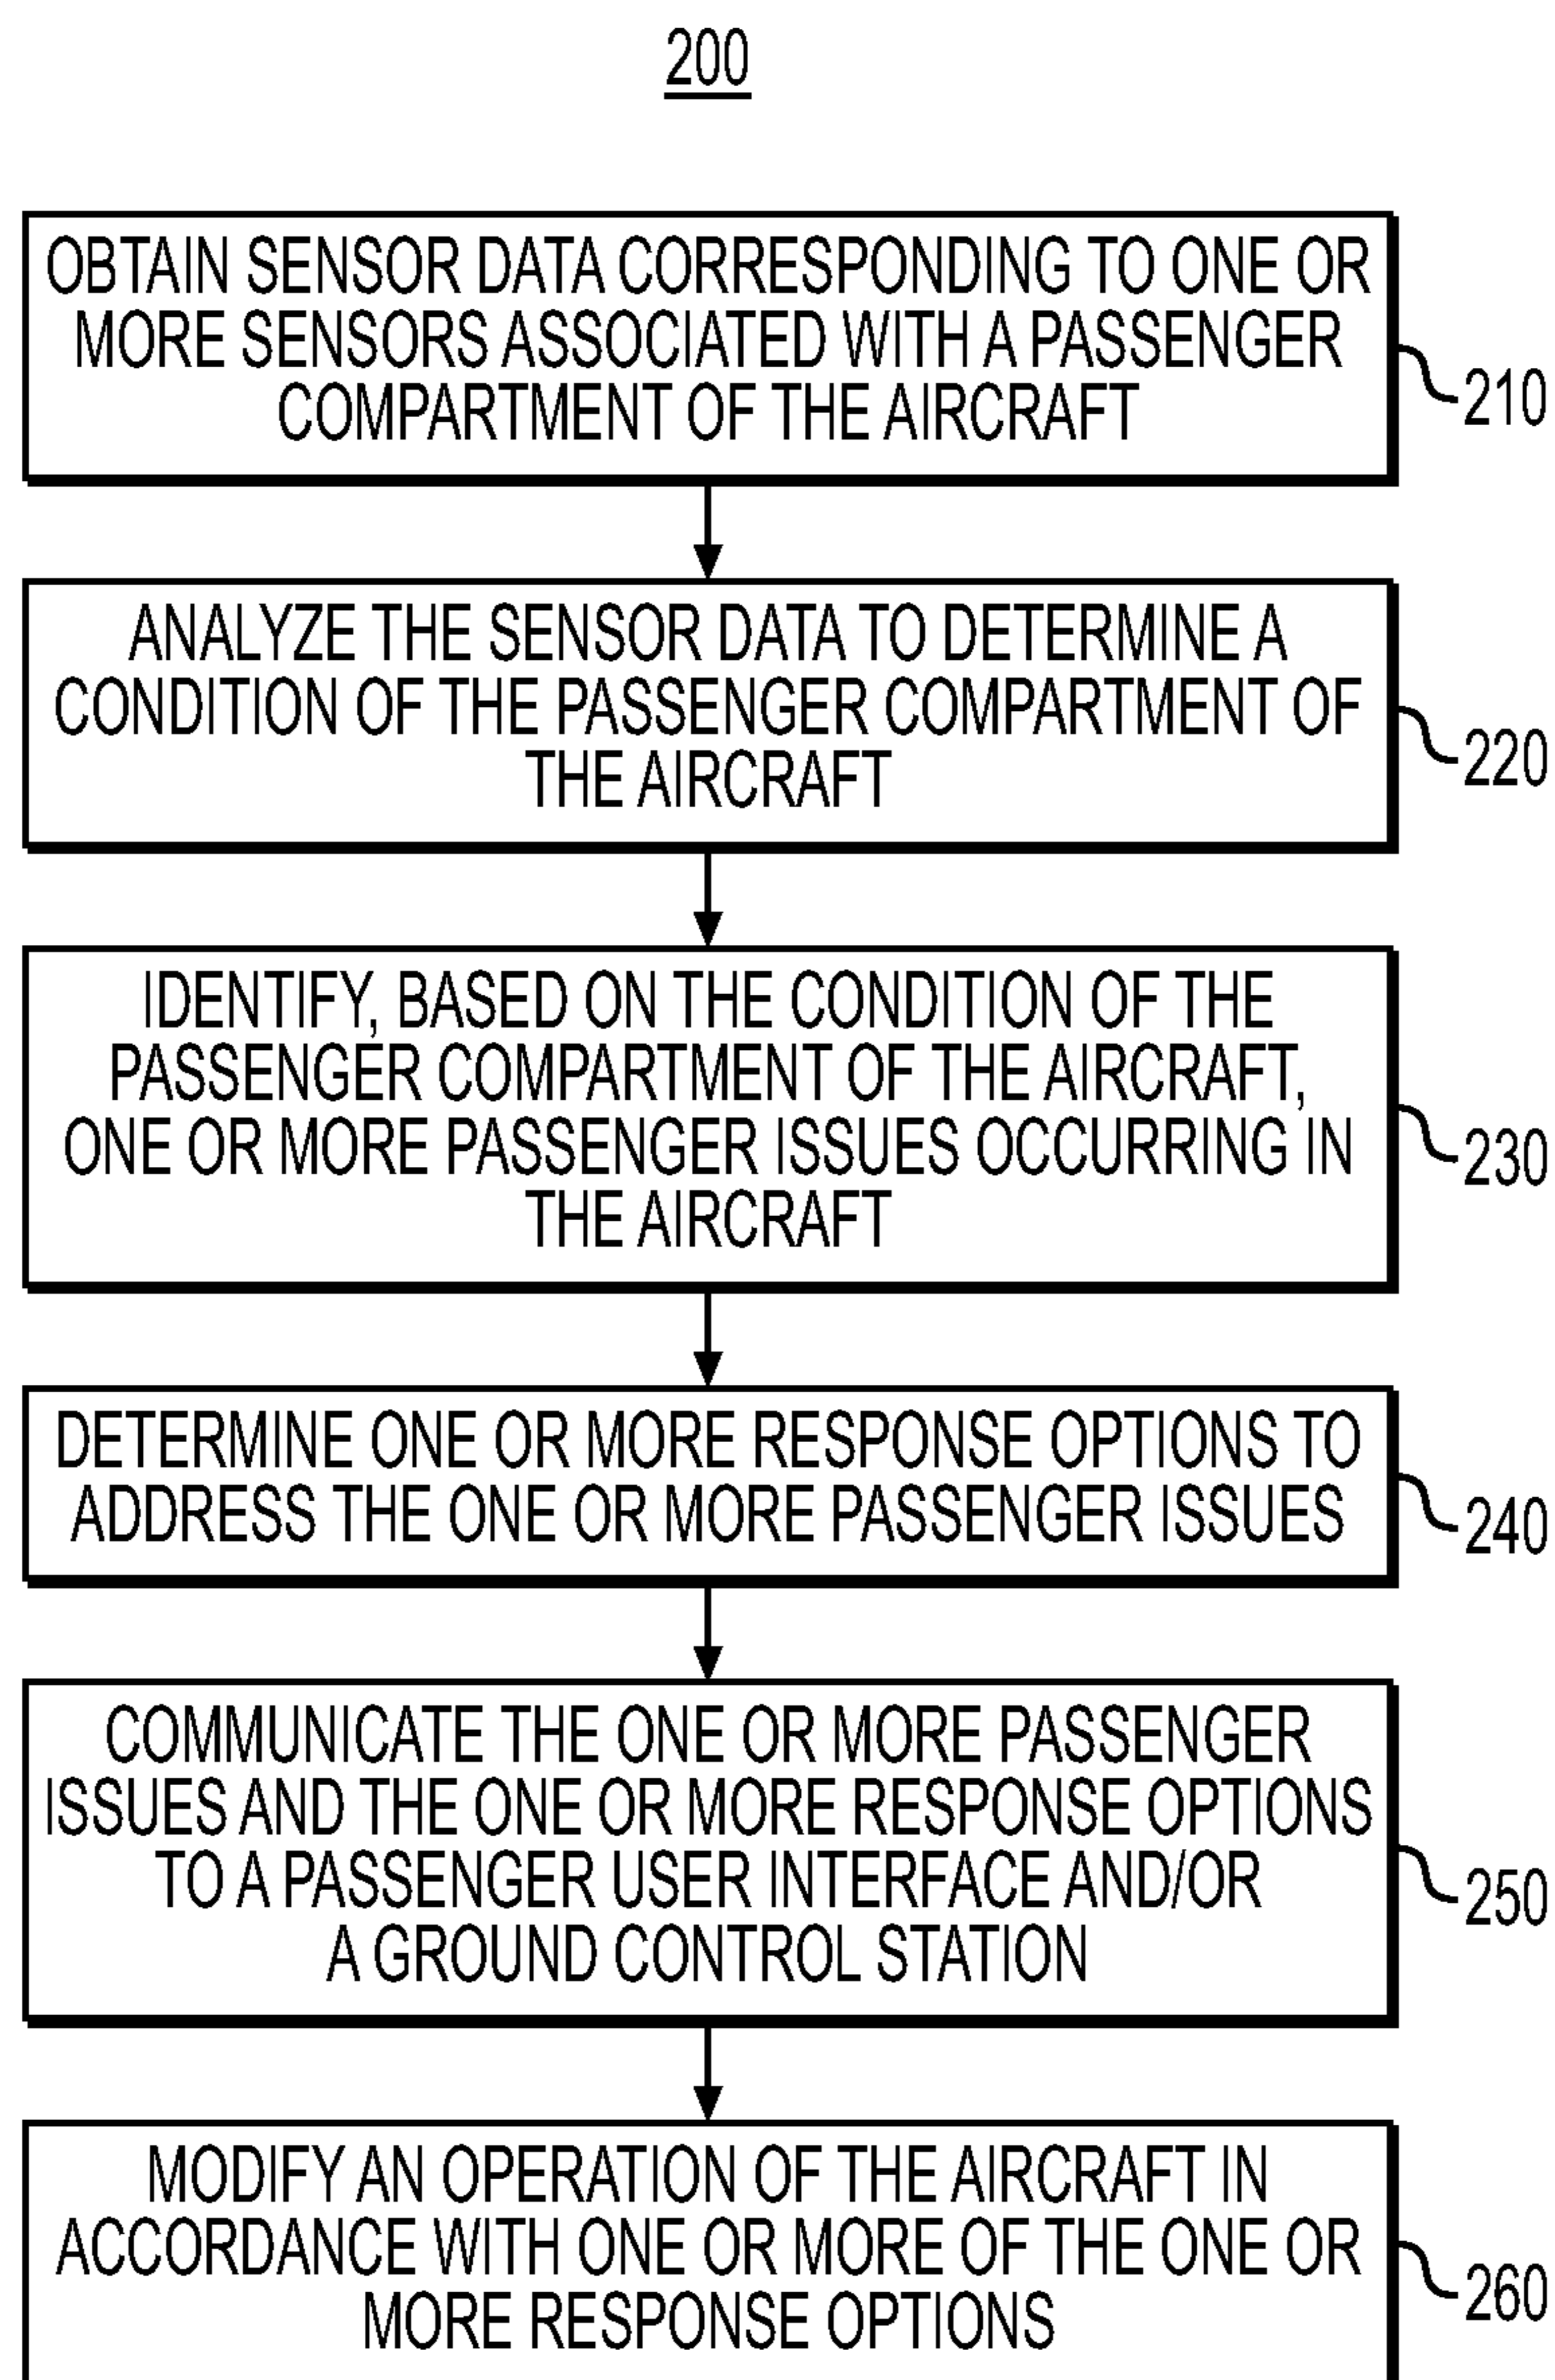 200
OBTAIN SENSOR DATA CORRESPONDING TO ONE OR
MORE SENSORS ASSOCIATED WITH A PASSENGER
COMPARTMENT OF THE AIRCRAFT
210
ANALYZE THE SENSOR DATA TO DETERMINE A
CONDITION OF THE PASSENGER COMPARTMENT OF
THE AIRCRAFT
220
IDENTIFY, BASED ON THE CONDITION OF THE
PASSENGER COMPARTMENT OF THE AIRCRAFT,
ONE OR MORE PASSENGER ISSUES OCCURRING IN
THE AIRCRAFT
230
DETERMINE ONE OR MORE RESPONSE OPTIONS TO
ADDRESS THE ONE OR MORE PASSENGER ISSUES
240
COMMUNICATE THE ONE OR MORE PASSENGER
ISSUES AND THE ONE OR MORE RESPONSE OPTIONS
TO A PASSENGER USER INTERFACE AND/OR
A GROUND CONTROL STATION
250
MODIFY AN OPERATION OF THE AIRCRAFT IN
ACCORDANCE WITH ONE OR MORE OF THE ONE OR
MORE RESPONSE OPTIONS
260